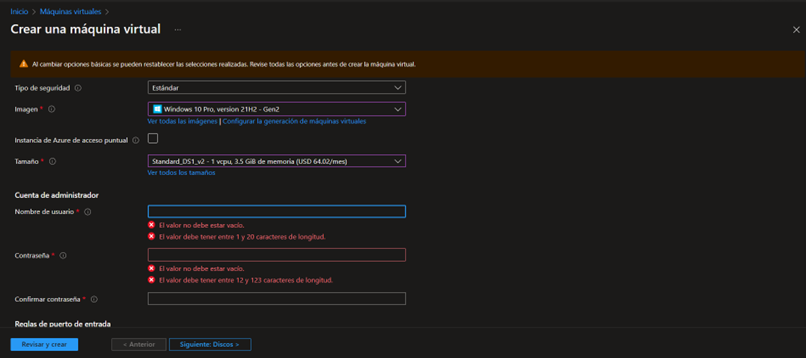 Inicio > Máquinas virtuales >
Crear una máquina virtual ...
Al cambiar opciones básicas se pueden restablecer las selecciones realizadas. Revise todas las opciones antes de crear la máquina virtual.
Tipo de seguridad
Estándar
Imagen *
Windows 10 Pro, version 21H2 - Gen2
Ver todas las imágenes | Configurar la generación de máquinas virtuales
Instancia de Azure de acceso puntual
Tamaño *
Standard_DS1_v2 - 1 vcpu, 3.5 GiB de memoria (USD 64.02/mes)
Ver todos los tamaños
Cuenta de administrador
Nombre de usuario *
El valor no debe estar vacío.
El valor debe tener entre 1 y 20 caracteres de longitud.
Contraseña *
El valor no debe estar vacío.
El valor debe tener entre 12 y 123 caracteres de longitud.
Confirmar contraseña *
Reglas de puerto de entrada
Revisar y crear
< Anterior
Siguiente: Discos >